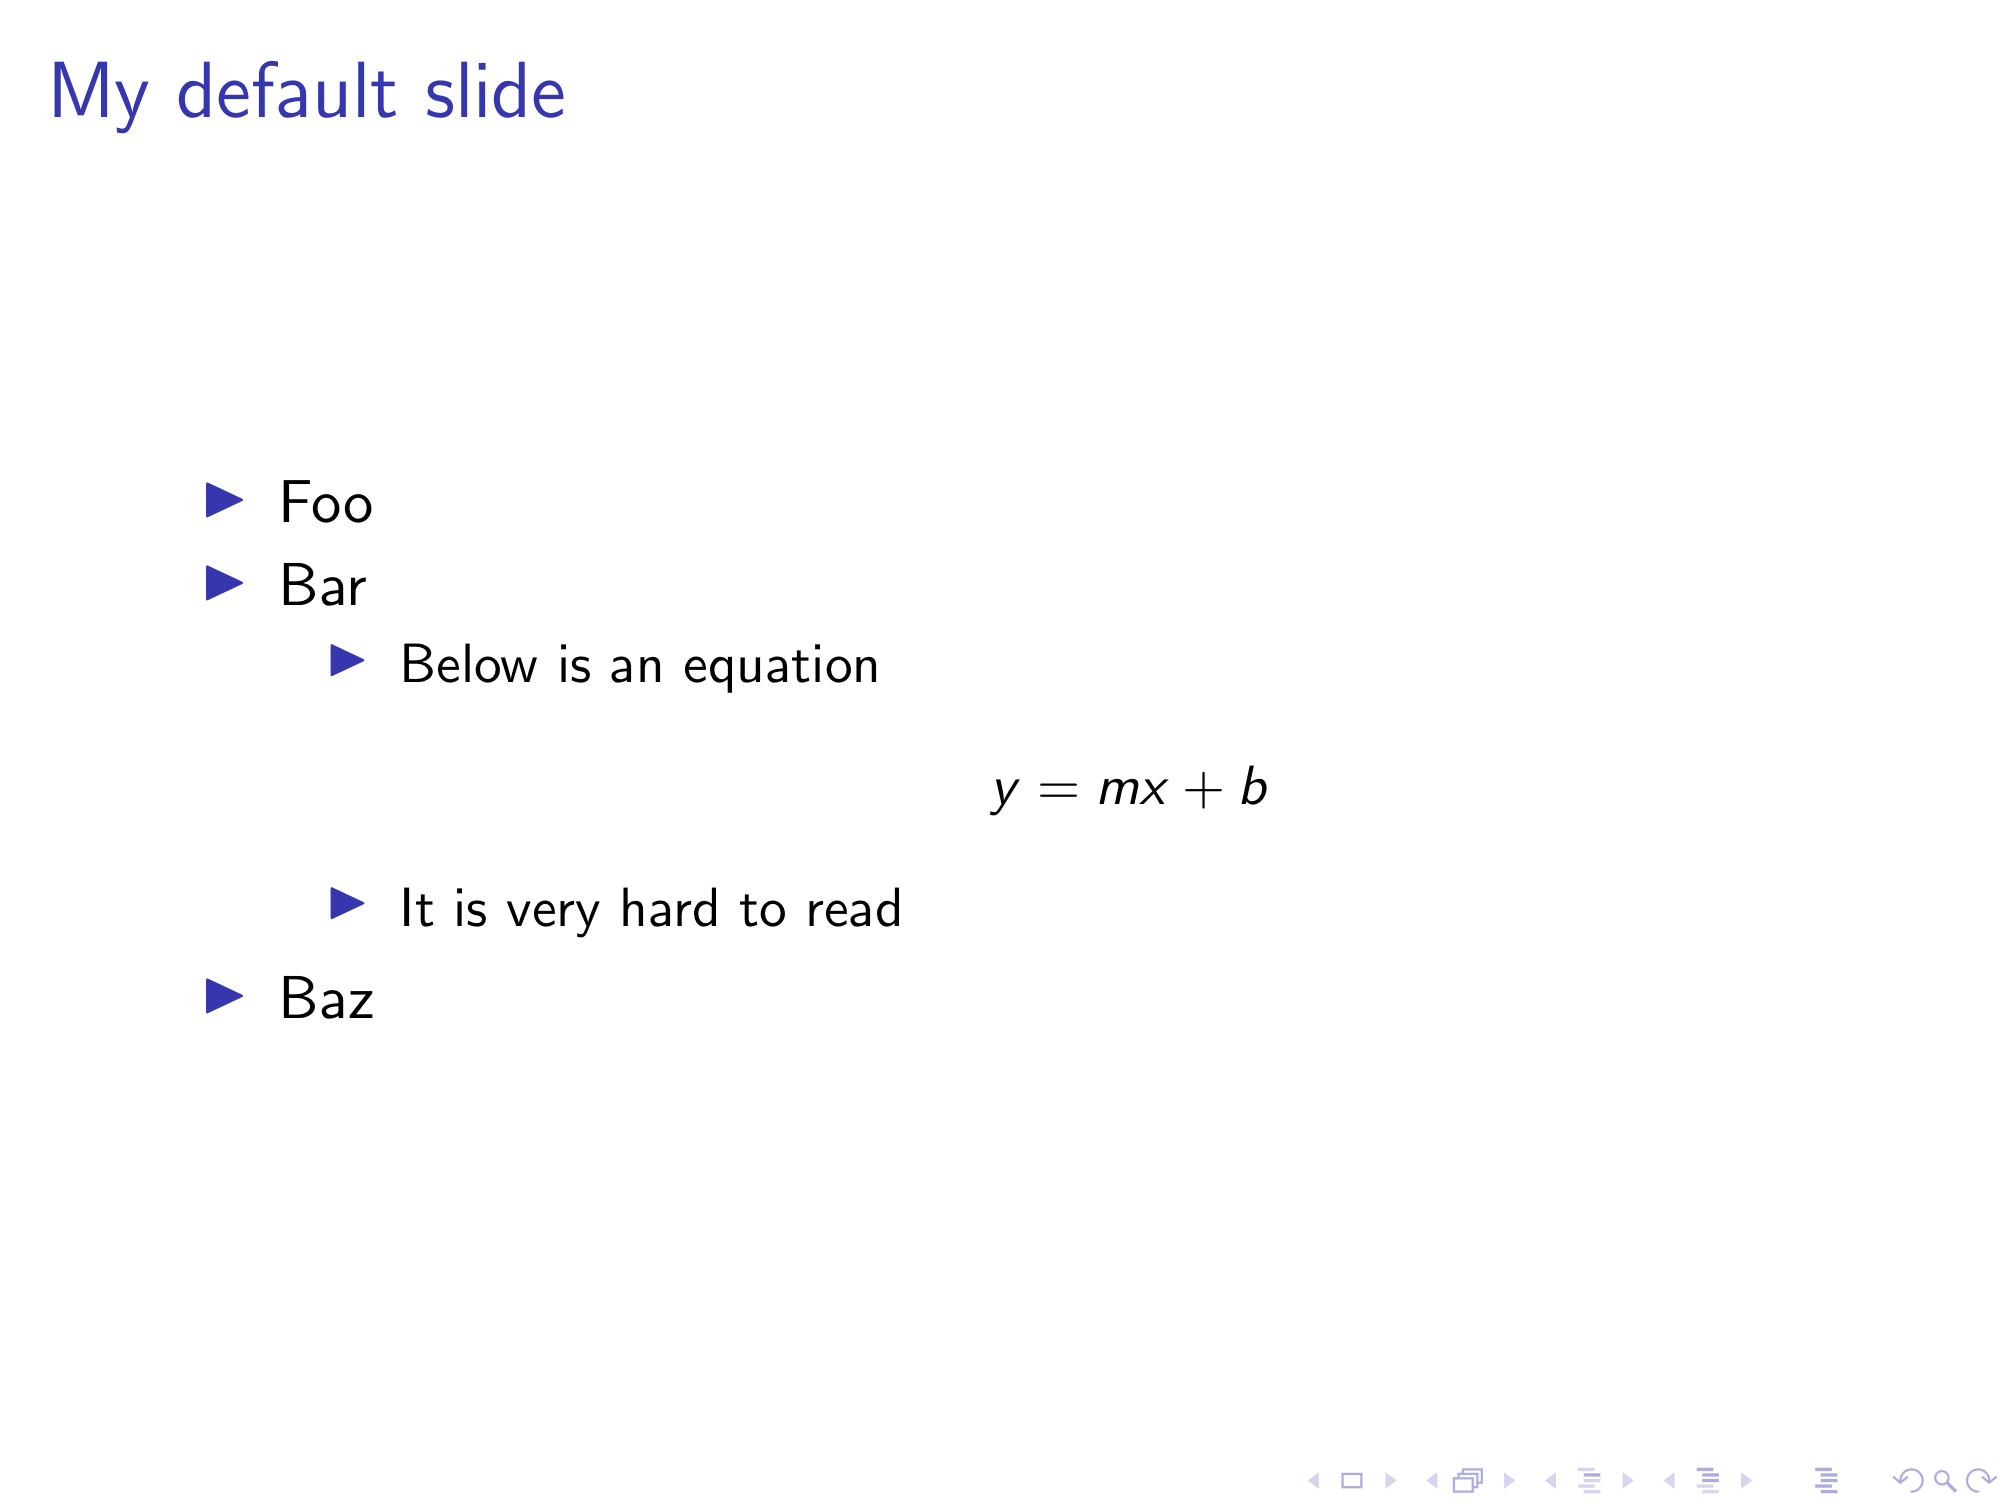 My default slide
Foo
Bar
Below is an equation
y = mx + b
It is very hard to read
Baz